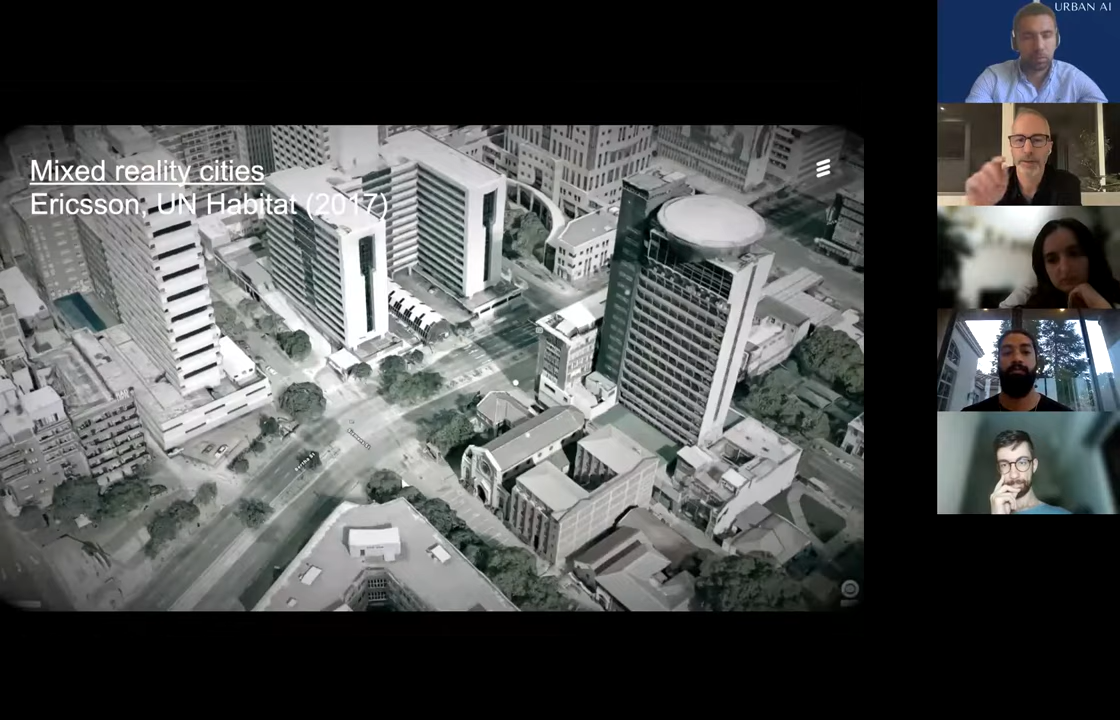 URBAN AI
Mixed reality cities
Ericsson, UN Habitat (2017)